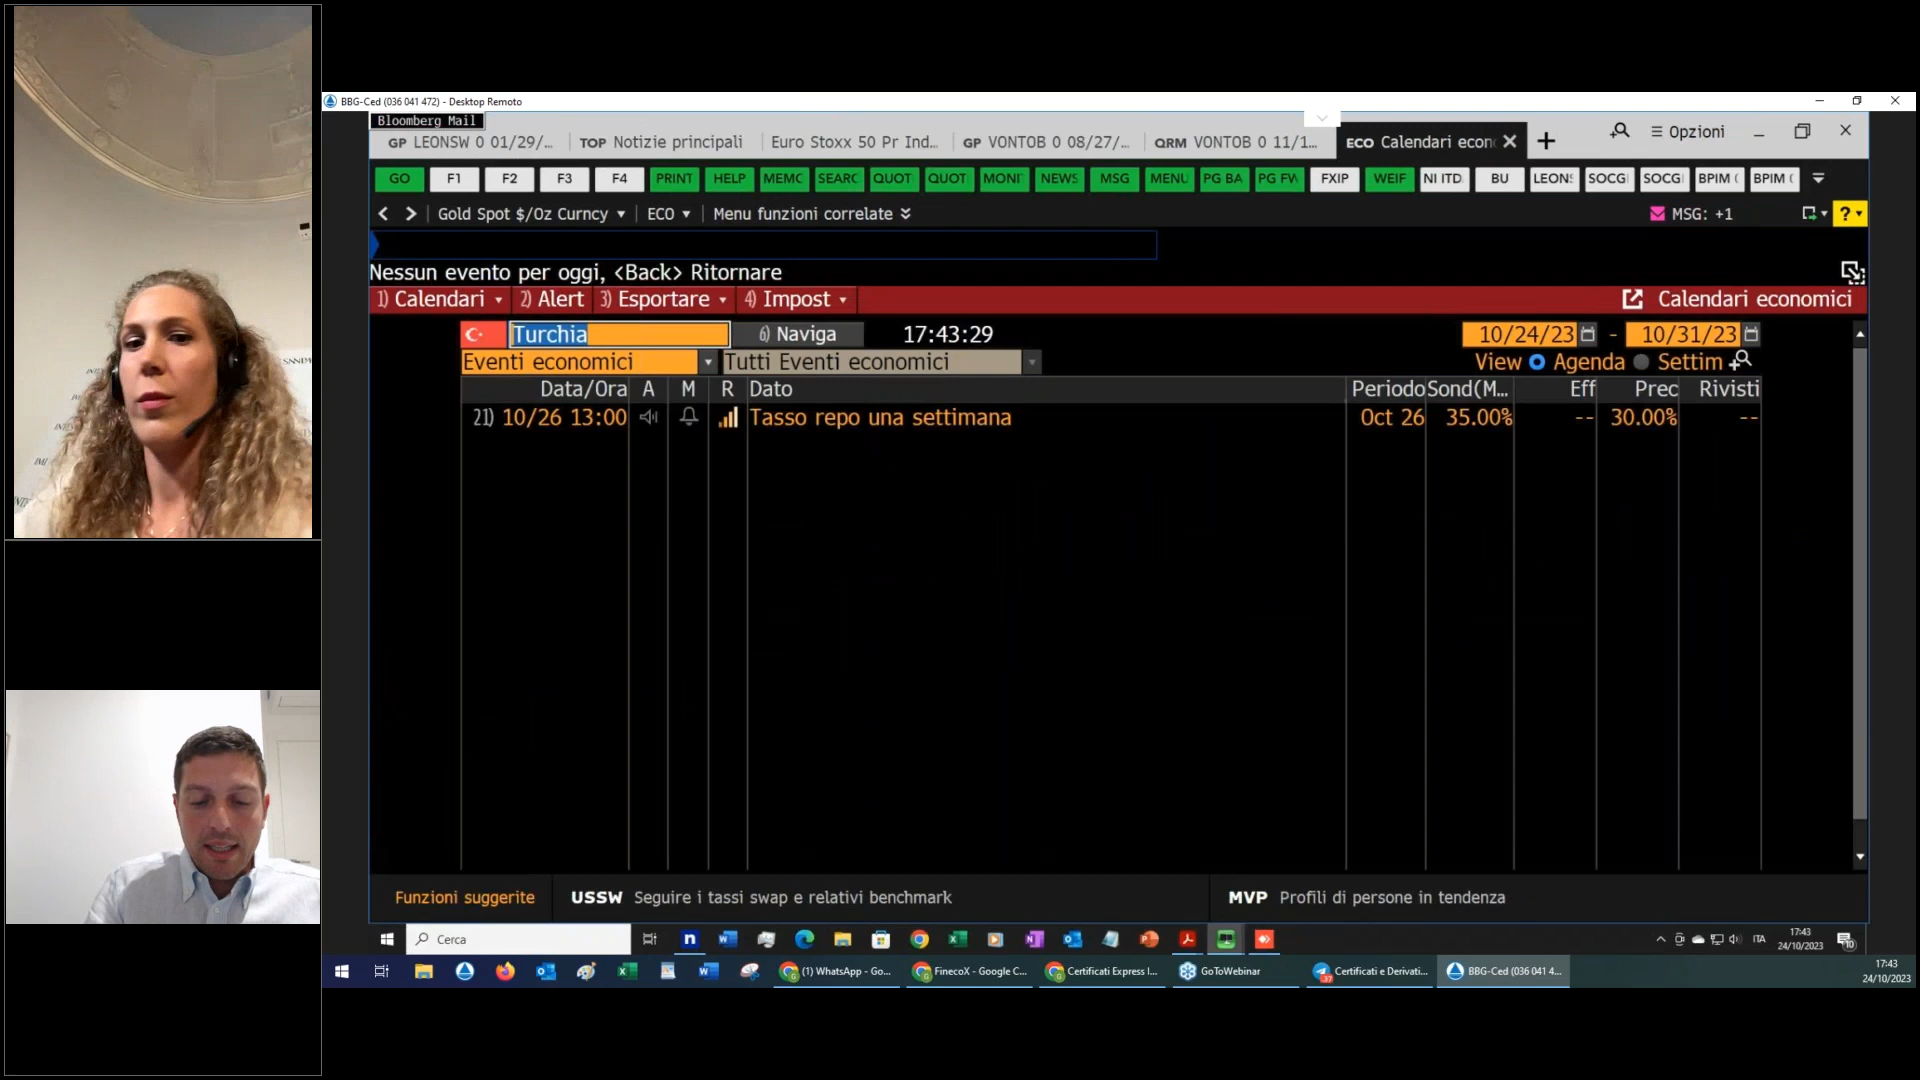 BBG-Ced (036 041 472) - Desktop Remoto
Bloomberg Mail
GP LEONSW 0 01/29/... TOP Notizie principali Euro Stoxx 50 Pr Ind... GP VONTOB 0 08/27/... QRM VONTOB 0 11/1... ECO Calendari econ Opzioni
GO F1 F2 F3 F4 PRINT HELP MEMC SEARC QUOT QUOT MONI NEWS MSG MENU PG BA PG FW FXIP WEIF NI ITD BU LEON SOCG SOCG BPIM ( BPIM (
Gold Spot $/Oz Curncy ECO Menu funzioni correlate MSG: +1 ?
Nessun evento per oggi, <Back> Ritornare
1) Calendari 2) Alert 3) Esportare 4) Impost Calendari economici
Turchia 6) Naviga 17:43:29 10/24/23 - 10/31/23
Eventi economici Tutti Eventi economici View Agenda Settim
Data/Ora A M R Dato Periodo Sond(M... Eff Prec Rivisti
21) 10/26 13:00 Tasso repo una settimana Oct 26 35.00% -- 30.00% --
Funzioni suggerite USSW Seguire i tassi swap e relativi benchmark MVP Profili di persone in tendenza
Cerca ITA 17:43
24/10/2023
(1) WhatsApp - Go... FinecoX - Google C... Certificati Express I... GoToWebinar Certificati e Derivati... BBG-Ced (036 041 4... 17:43
24/10/2023